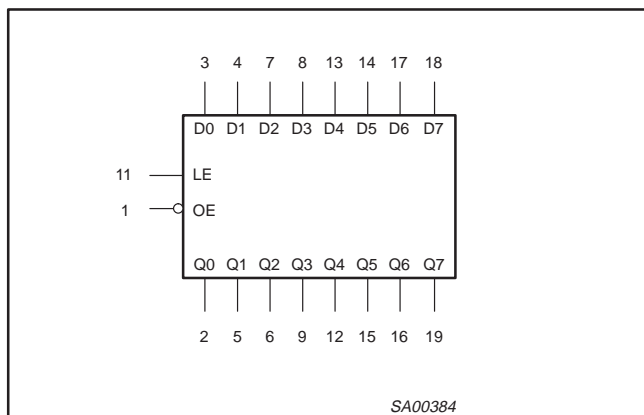 3 4 7 8 13 14 17 18
D0 D1 D2 D3 D4 D5 D6 D7
11 LE
1 OE
Q0 Q1 Q2 Q3 Q4 Q5 Q6 Q7
2 5 6 9 12 15 16 19
SA00384